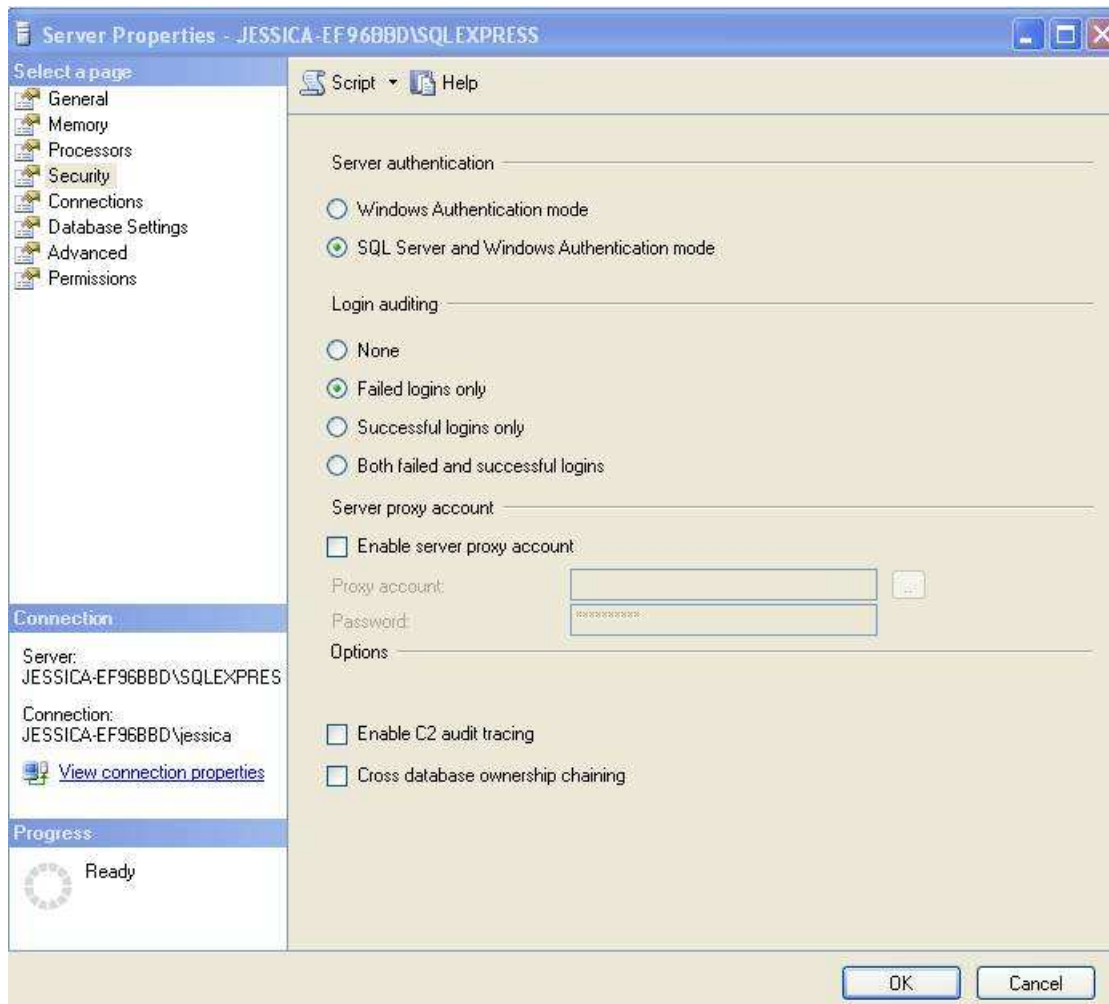 Server Properties - JESSICA-EF96BBD\SQLEXPRESS
Select a page
General
Memory
Processors
Security
Connections
Database Settings
Advanced
Permissions
Script Help
Server authentication
Windows Authentication mode
SQL Server and Windows Authentication mode
Login auditing
None
Failed logins only
Successful logins only
Both failed and successful logins
Server proxy account
Enable server proxy account
Proxy account:
...
Password:
**********
Options
Enable C2 audit tracing
Cross database ownership chaining
Connection
Server:
JESSICA-EF96BBD\SQLEXPRES
Connection:
JESSICA-EF96BBD\jessica
View connection properties
Progress
Ready
OK Cancel